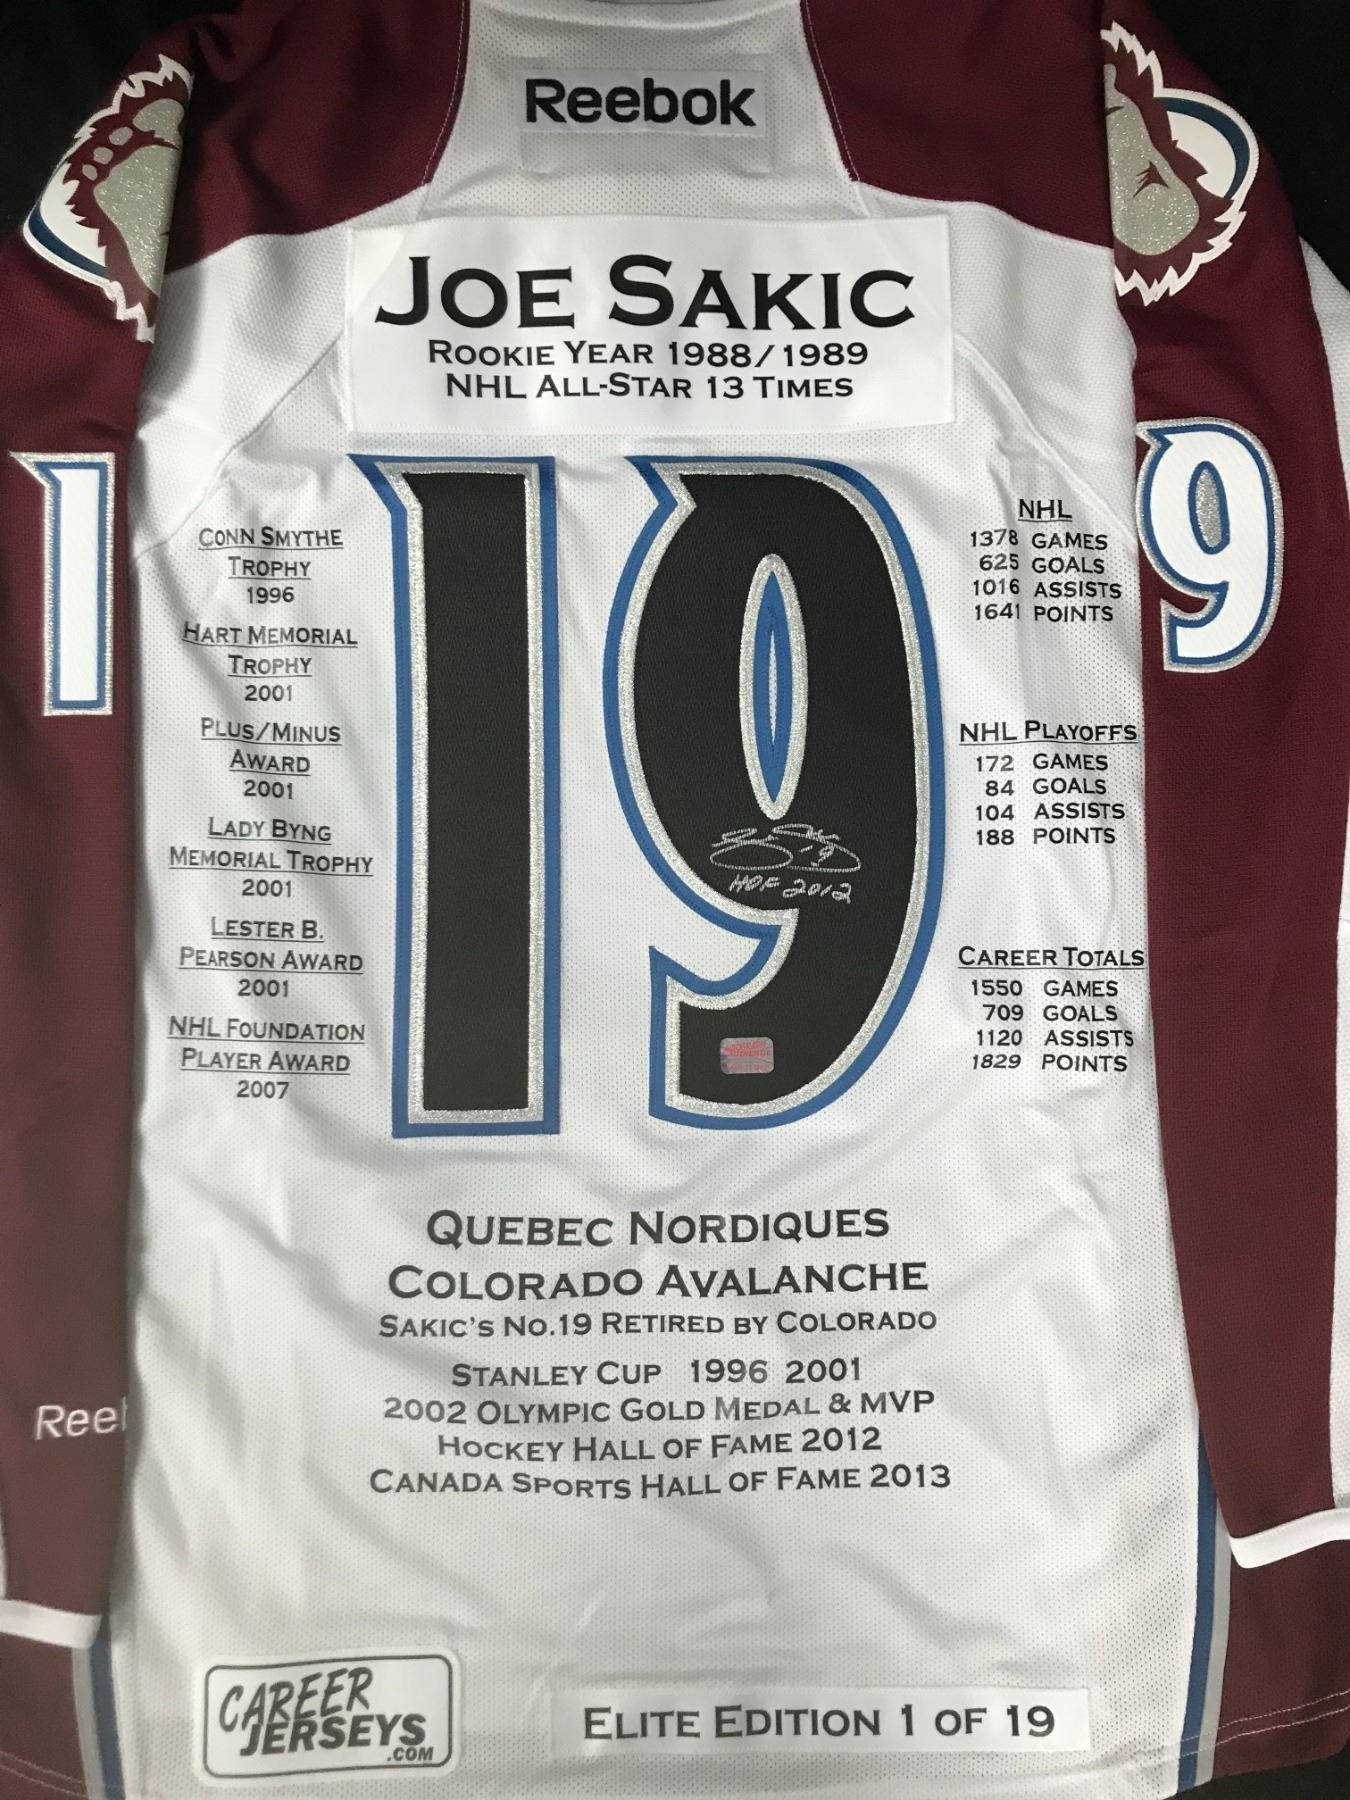 Reebok
JOE SAKIC
ROOKIE YEAR 1988/1989
NHL ALL-STAR 13 TIMES
19
1
9
CONN SMYTHE
TROPHY
1996
HART MEMORIAL
TROPHY
2001
PLUS/MINUS
AWARD
2001
LADY BYNG
MEMORIAL TROPHY
2001
LESTER B.
PEARSON AWARD
2001
NHL FOUNDATION
PLAYER AWARD
2007
NHL
1378 GAMES
625 GOALS
1016 ASSISTS
1641 POINTS
NHL PLAYOFFS
172 GAMES
84 GOALS
104 ASSISTS
188 POINTS
CAREER TOTALS
1550 GAMES
709 GOALS
1120 ASSISTS
1829 POINTS
19
HOF 2012
QUEBEC NORDIQUES
COLORADO AVALANCHE
SAKIC'S NO.19 RETIRED BY COLORADO
STANLEY CUP 1996 2001
2002 OLYMPIC GOLD MEDAL & MVP
HOCKEY HALL OF FAME 2012
CANADA SPORTS HALL OF FAME 2013
Reeb
CAREER
JERSEYS
.COM
ELITE EDITION 1 OF 19